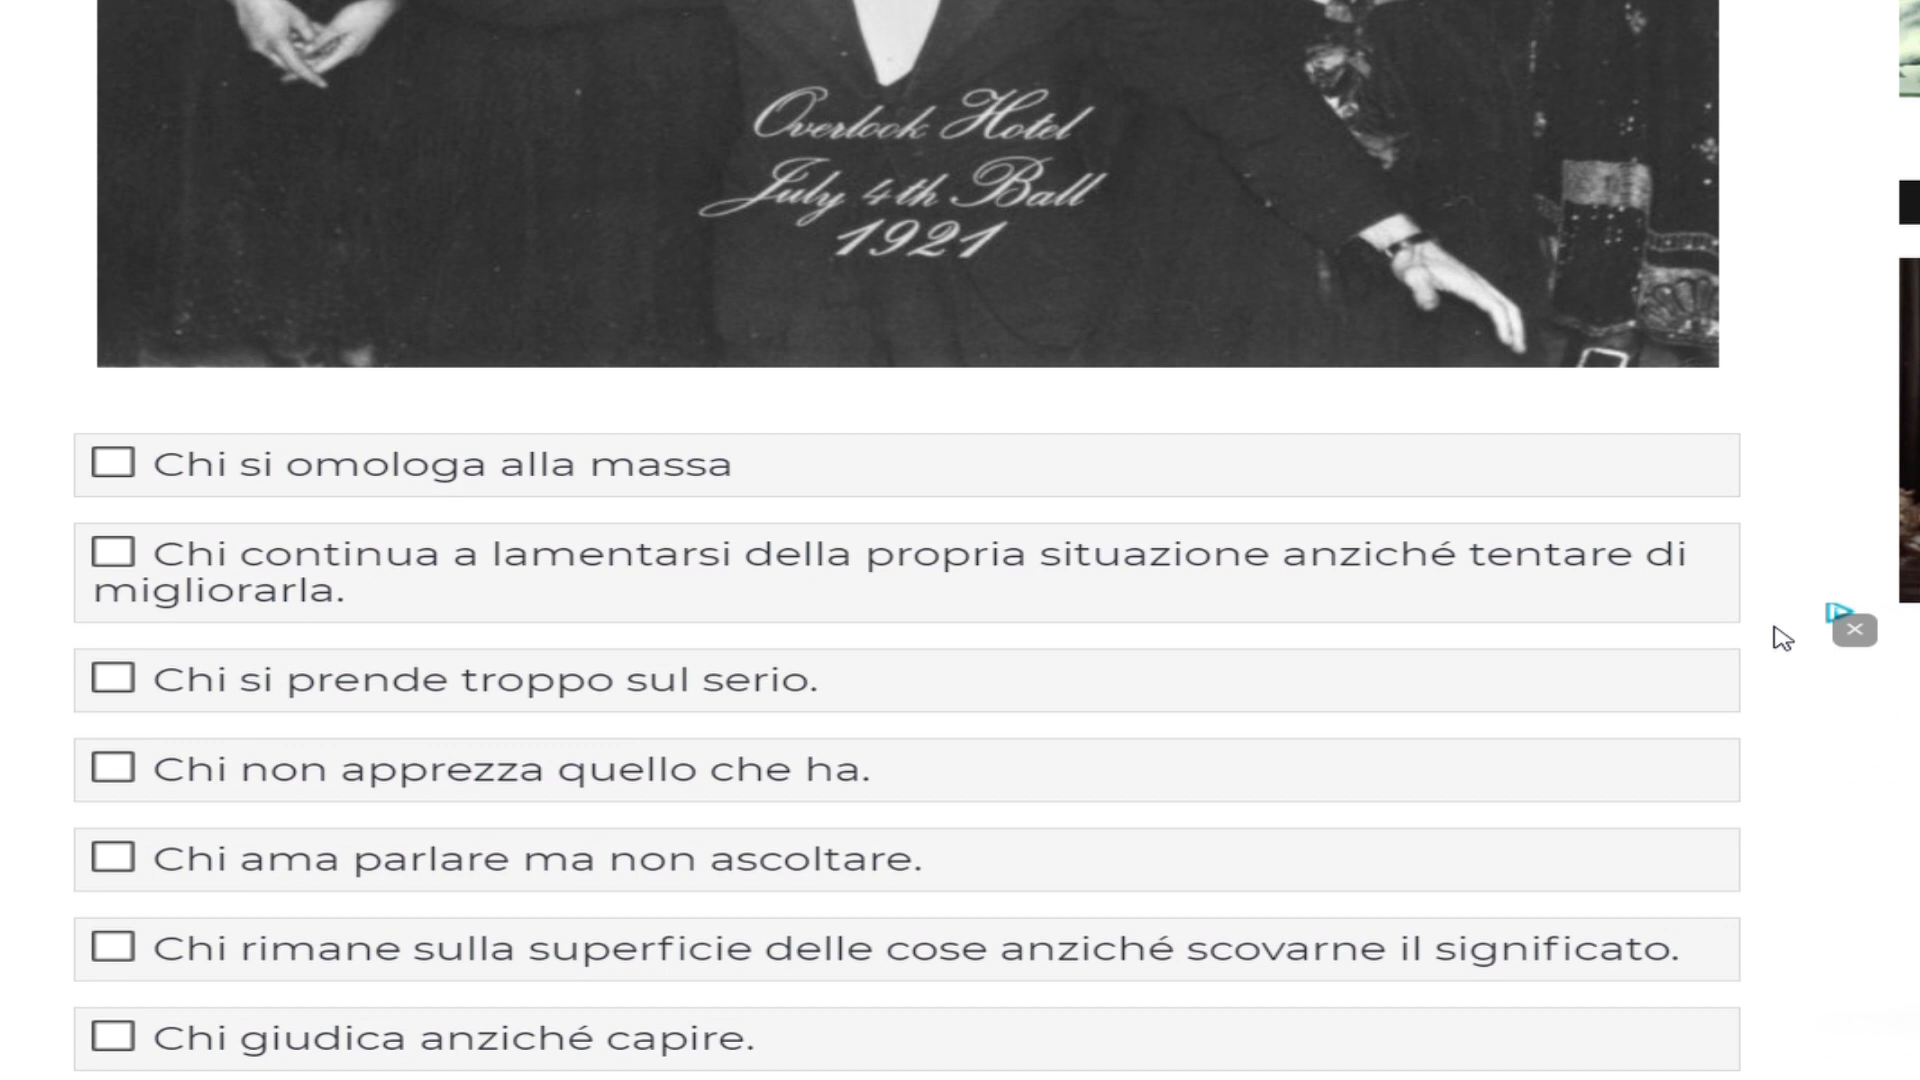 Overlook Hotel
July 4th Ball
1921
Chi si omologa alla massa
Chi continua a lamentarsi della propria situazione anziché tentare di
migliorarla.
Chi si prende troppo sul serio.
Chi non apprezza quello che ha.
Chi ama parlare ma non ascoltare.
Chi rimane sulla superficie delle cose anziché scovarne il significato.
Chi giudica anziché capire.